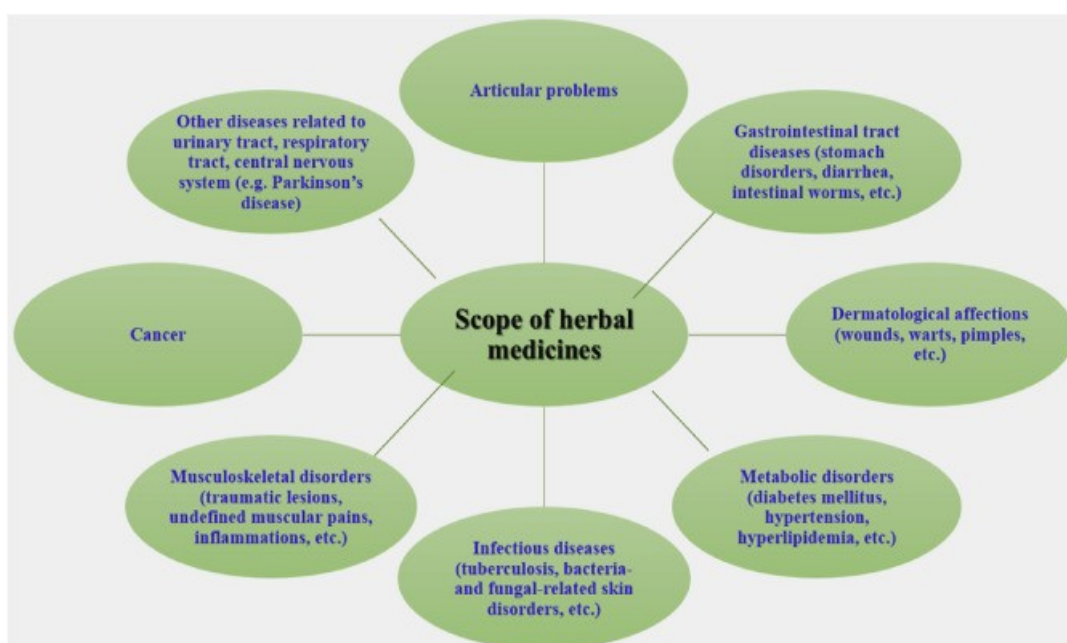 Articular problems
Other diseases related to
urinary tract, respiratory
tract, central nervous
system (e.g. Parkinson's
disease)
Gastrointestinal tract
diseases (stomach
disorders, diarrhea,
intestinal worms, etc.)
Cancer
Scope of herbal
medicines
Dermatological affections
(wounds, warts, pimples,
etc.)
Musculoskeletal disorders
(traumatic lesions,
undefined muscular pains,
inflammations, etc.)
Infectious diseases
(tuberculosis, bacteria-
and fungal-related skin
disorders, etc.)
Metabolic disorders
(diabetes mellitus,
hypertension,
hyperlipidemia, etc.)